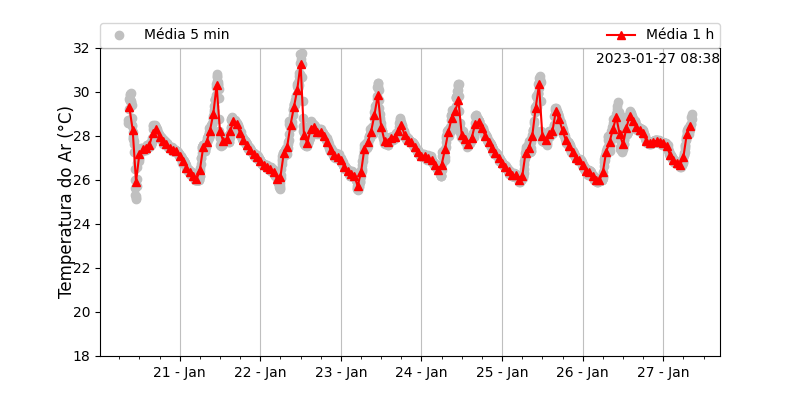 Média 5 min
Média 1 h
2023-01-27 08:38
Temperatura do Ar (°C)
32
30
28
26
24
22
20
18
21 - Jan
22 - Jan
23 - Jan
24 - Jan
25 - Jan
26 - Jan
27 - Jan